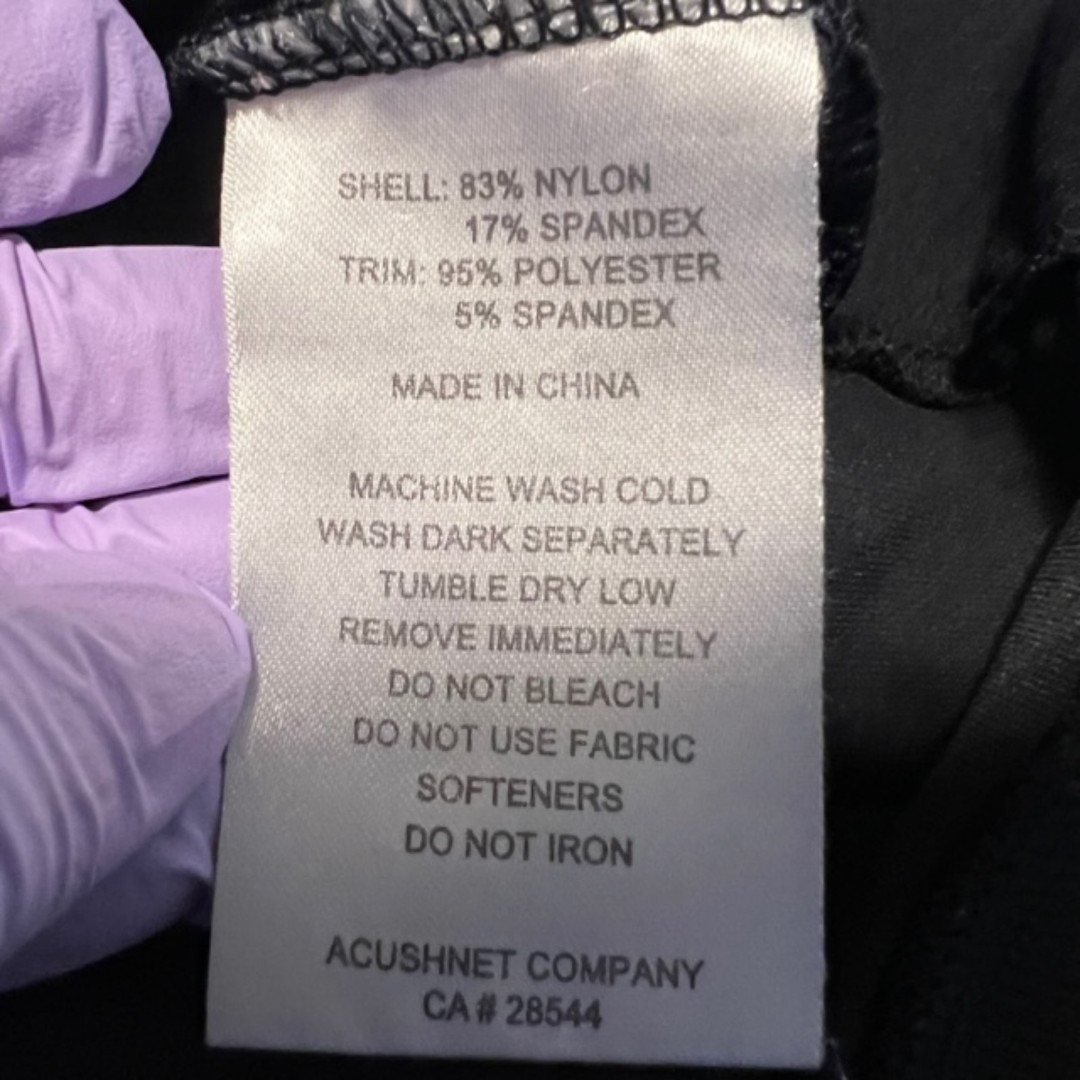 SHELL: 83% NYLON
17% SPANDEX
TRIM: 95% POLYESTER
5% SPANDEX
MADE IN CHINA
MACHINE WASH COLD
WASH DARK SEPARATELY
TUMBLE DRY LOW
REMOVE IMMEDIATELY
DO NOT BLEACH
DO NOT USE FABRIC
SOFTENERS
DO NOT IRON
ACUSHNET COMPANY
CA # 28544